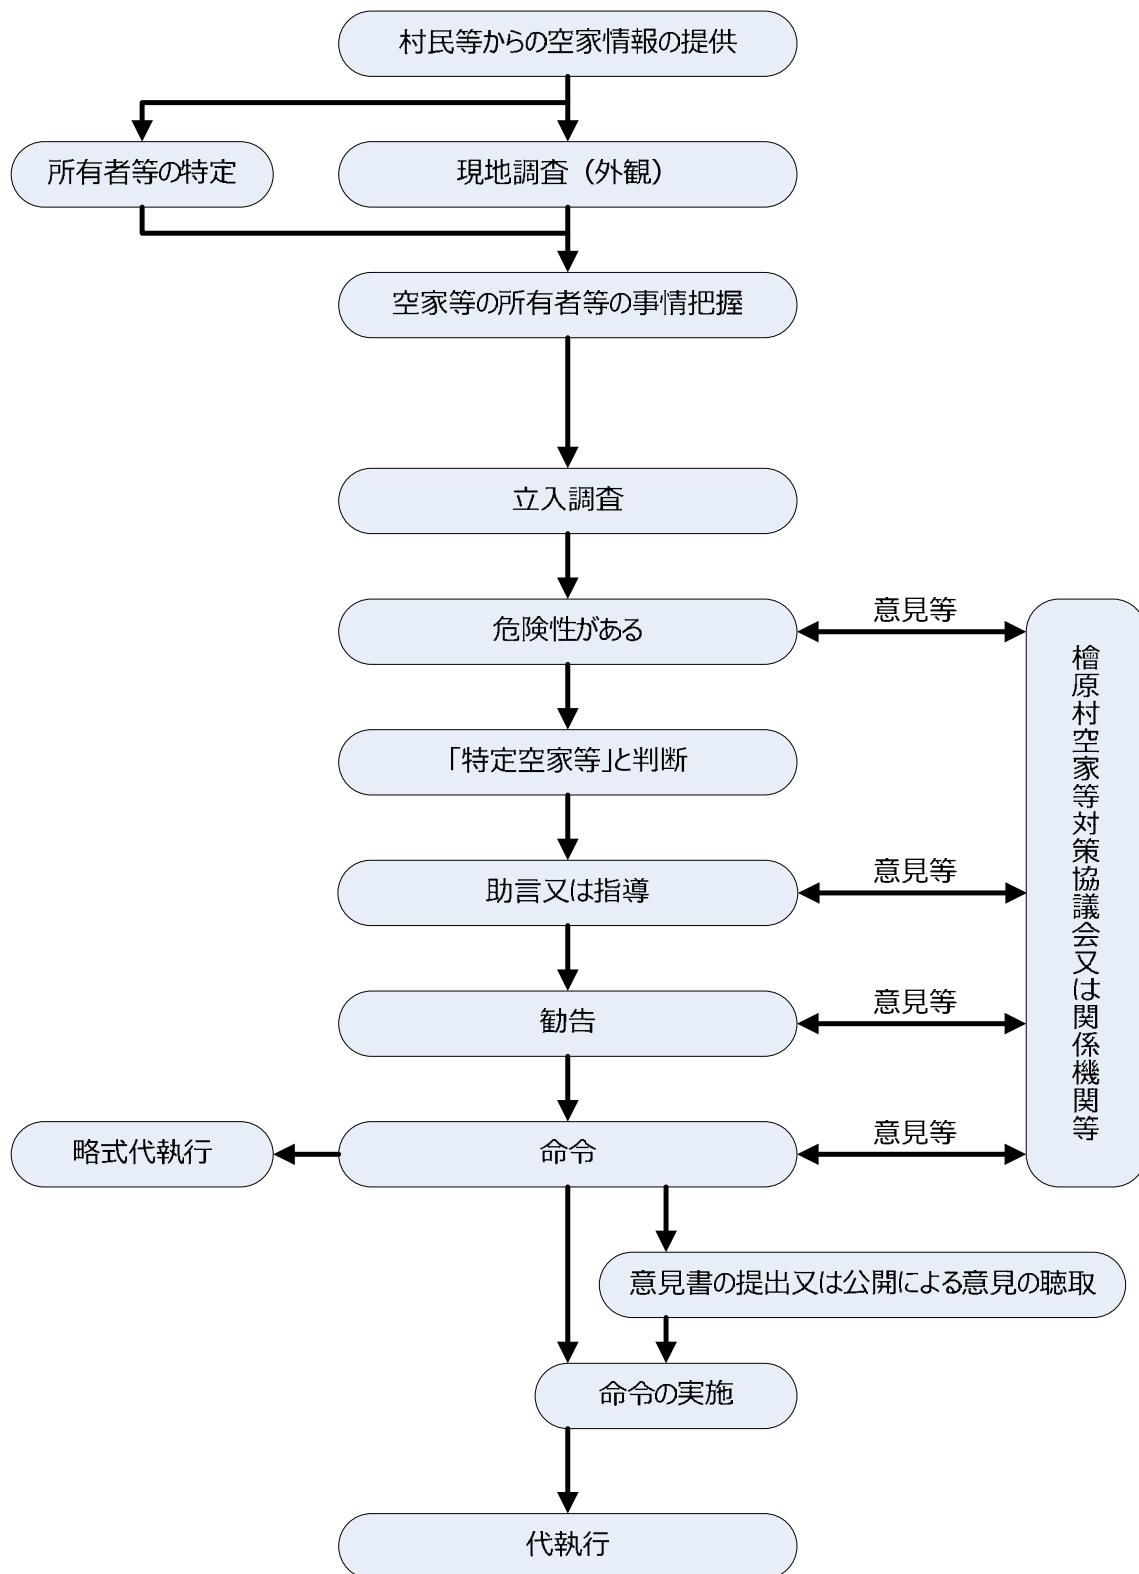 村民等からの空家情報の提供
所有者等の特定
現地調査（外観）
空家等の所有者等の事情把握
立入調査
危険性がある
意見等
檜原村空家等対策協議会又は関係機関等
「特定空家等」と判断
助言又は指導
意見等
勧告
意見等
略式代執行
命令
意見等
意見書の提出又は公開による意見の聴取
命令の実施
代執行